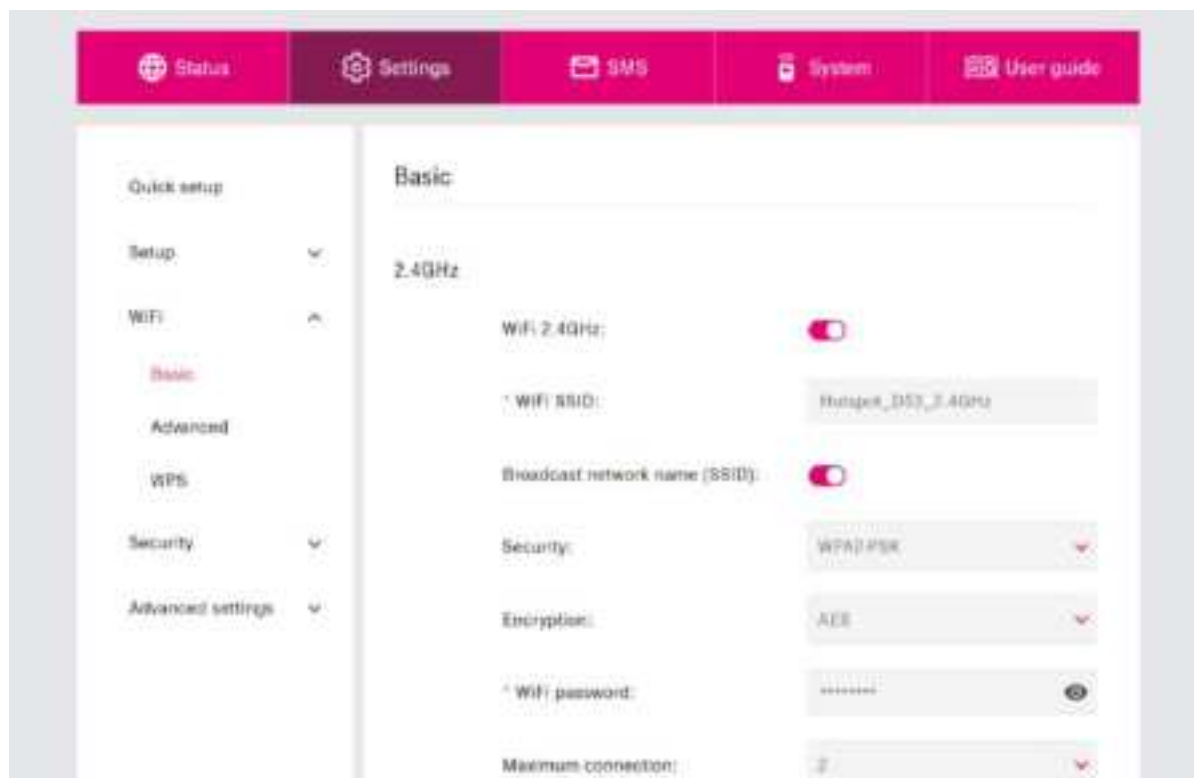 Status
Settings
SMS
System
User guide
Quick setup
Setup
WiFi
Basic
Advanced
WPS
Security
Advanced settings
Basic
2.4GHz
WiFi 2.4GHz:
* WiFi SSID:
Broadcast network name (SSID):
Security:
WPA2-PSK
Encryption:
AES
* WiFi password:
********
Maximum connection:
2